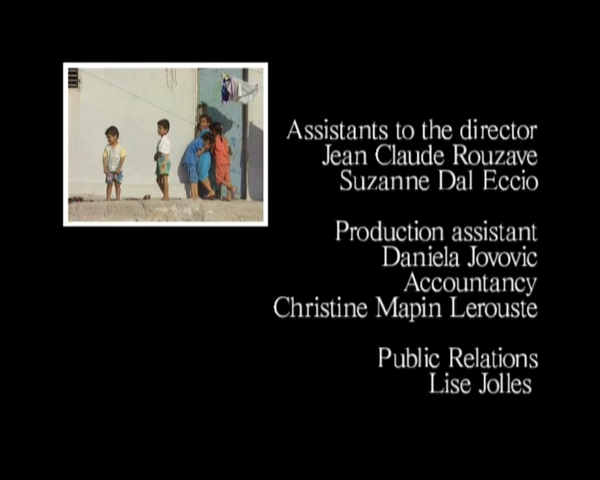 Assistants to the director
Jean Claude Rouzave
Suzanne Dal Eccio
Production assistant
Daniela Jovovic
Accountancy
Christine Mapin Lerouste
Public Relations
Lise Jolles